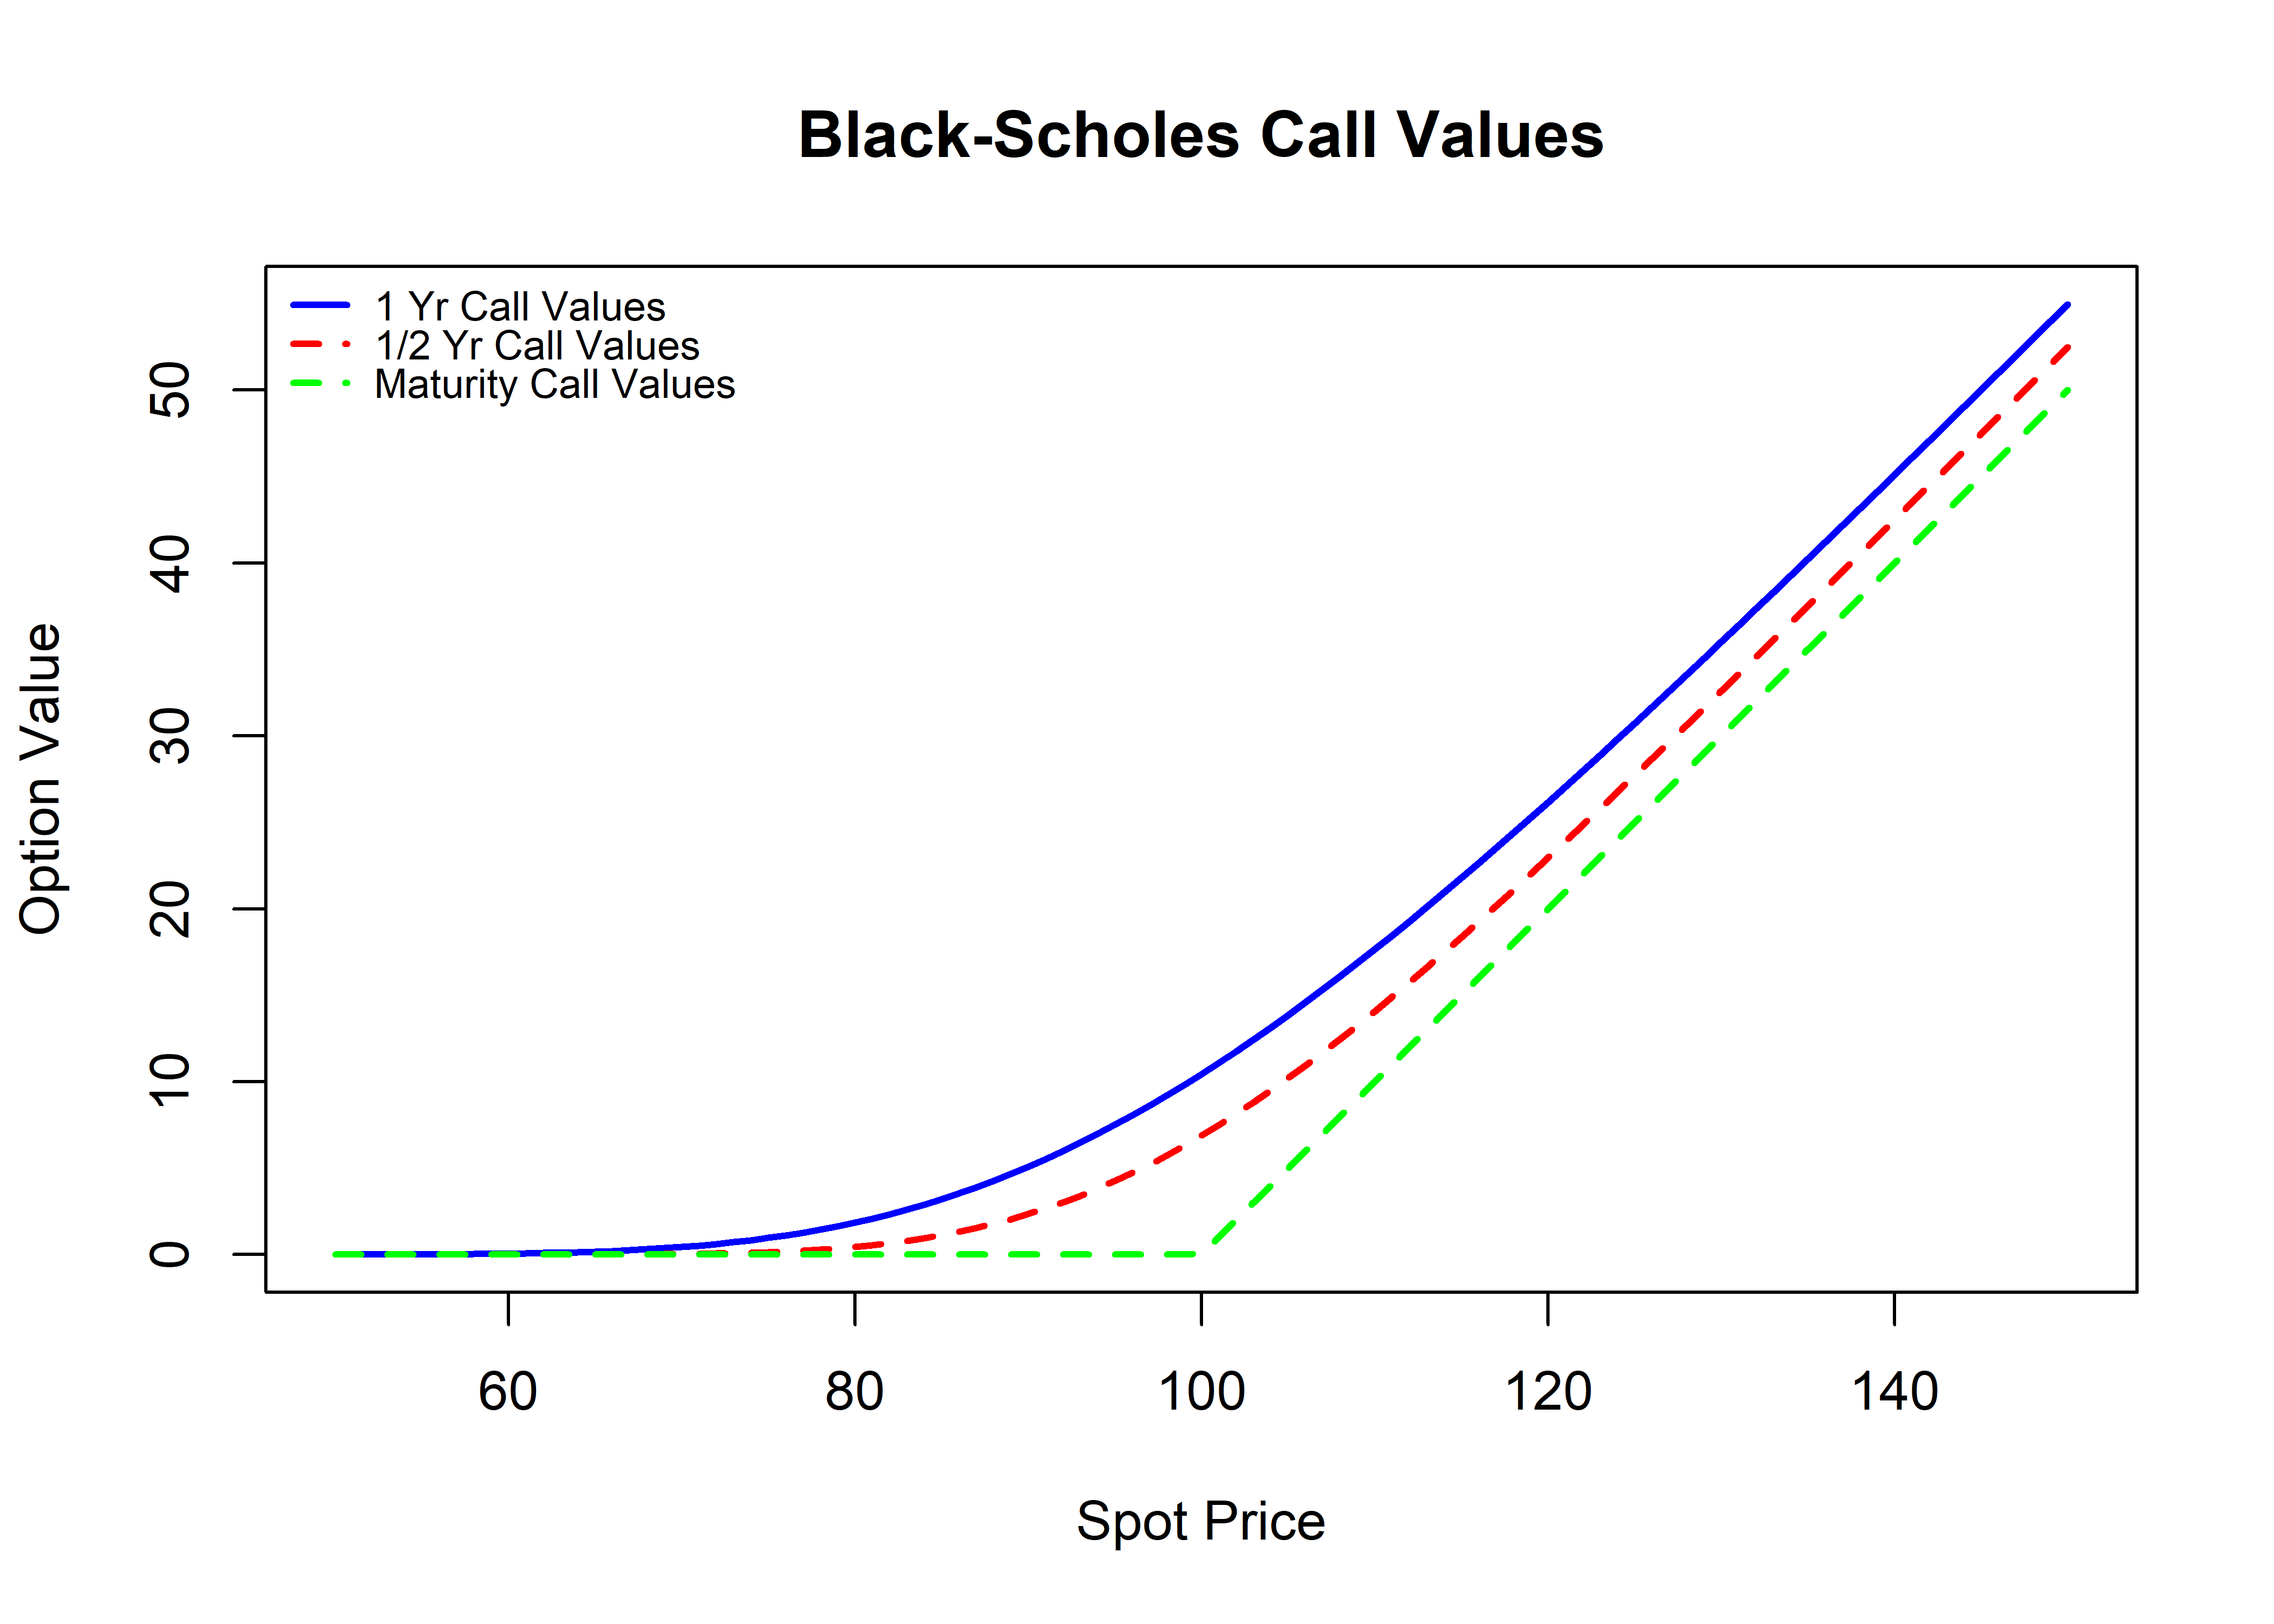 Black-Scholes Call Values
1 Yr Call Values
1/2 Yr Call Values
Maturity Call Values
Option Value
50
40
30
20
10
0
60 80 100 120 140
Spot Price